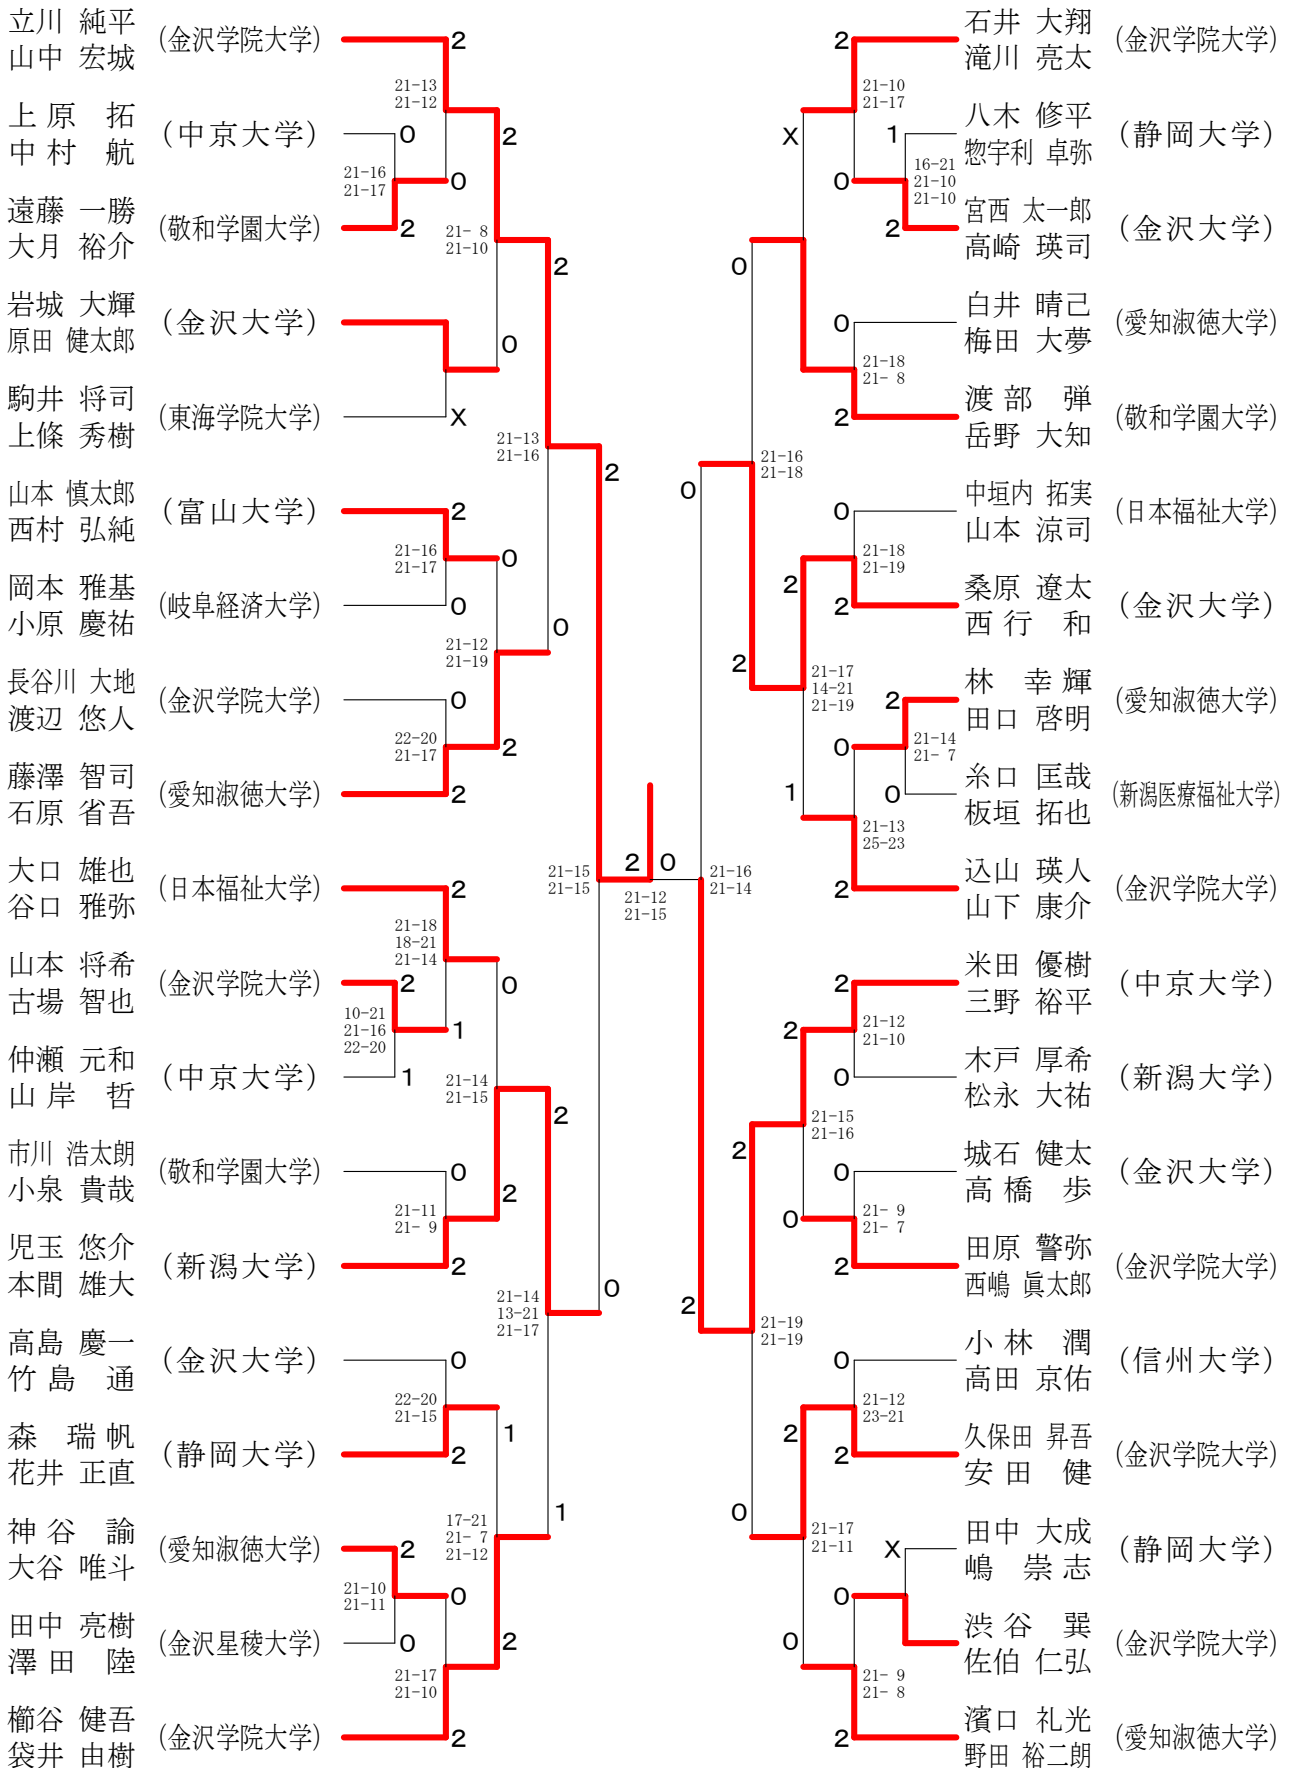 立川 純平
山中 宏城
(金沢学院大学)
2
21-13
21-12
上原 拓
中村 航
(中京大学)
0
2
21-16
21-17
0
遠藤 一勝
大月 裕介
(敬和学園大学)
2
21- 8
21-10
2
岩城 大輝
原田 健太郎
(金沢大学)
0
駒井 将司
上條 秀樹
(東海学院大学)
X
21-13
21-16
2
山本 慎太郎
西村 弘純
(富山大学)
2
21-16
21-17
0
岡本 雅基
小原 慶祐
(岐阜経済大学)
0
0
21-12
21-19
長谷川 大地
渡辺 悠人
(金沢学院大学)
0
22-20
21-17
2
藤澤 智司
石原 省吾
(愛知淑徳大学)
2
21-15
21-15
2
0
21-12
21-15
大口 雄也
谷口 雅弥
(日本福祉大学)
2
21-18
18-21
21-14
山本 将希
古場 智也
(金沢学院大学)
2
0
10-21
21-16
22-20
1
仲瀬 元和
山岸 哲
(中京大学)
1
21-14
21-15
2
市川 浩太朗
小泉 貴哉
(敬和学園大学)
0
2
21-11
21- 9
児玉 悠介
本間 雄大
(新潟大学)
2
21-14
13-21
21-17
0
高島 慶一
竹島 通
(金沢大学)
0
22-20
21-15
1
森 瑞帆
花井 正直
(静岡大学)
2
17-21
21- 7
21-12
1
神谷 諭
大谷 唯斗
(愛知淑徳大学)
2
21-10
21-11
0
田中 亮樹
澤田 陸
(金沢星稜大学)
0
2
21-17
21-10
櫛谷 健吾
袋井 由樹
(金沢学院大学)
2
石井 大翔
滝川 亮太
(金沢学院大学)
2
21-10
21-17
八木 修平
惣宇利 卓弥
(静岡大学)
X
1
16-21
21-10
21-10
0
宮西 太一郎
高崎 瑛司
(金沢大学)
2
0
白井 晴己
梅田 大夢
(愛知淑徳大学)
0
21-18
21- 8
渡部 弾
岳野 大知
(敬和学園大学)
2
21-16
21-18
0
中垣内 拓実
山本 涼司
(日本福祉大学)
0
21-18
21-19
2
桑原 遼太
西行 和
(金沢大学)
2
2
21-17
14-21
21-19
林 幸輝
田口 啓明
(愛知淑徳大学)
2
21-14
21- 7
0
糸口 匡哉
板垣 拓也
(新潟医療福祉大学)
0
1
21-13
25-23
込山 瑛人
山下 康介
(金沢学院大学)
2
21-16
21-14
米田 優樹
三野 裕平
(中京大学)
2
2
21-12
21-10
木戸 厚希
松永 大祐
(新潟大学)
0
21-15
21-16
2
城石 健太
高橋 歩
(金沢大学)
0
0
21- 9
21- 7
田原 響弥
西嶋 眞太郎
(金沢学院大学)
2
2
21-19
21-19
小林 潤
高田 京佑
(信州大学)
0
21-12
23-21
2
久保田 昇吾
安田 健
(金沢学院大学)
2
0
21-17
21-11
田中 大成
嶋 崇志
(静岡大学)
X
0
渋谷 巽
佐伯 仁弘
(金沢学院大学)
0
21- 9
21- 8
濱口 礼光
野田 裕二朗
(愛知淑徳大学)
2